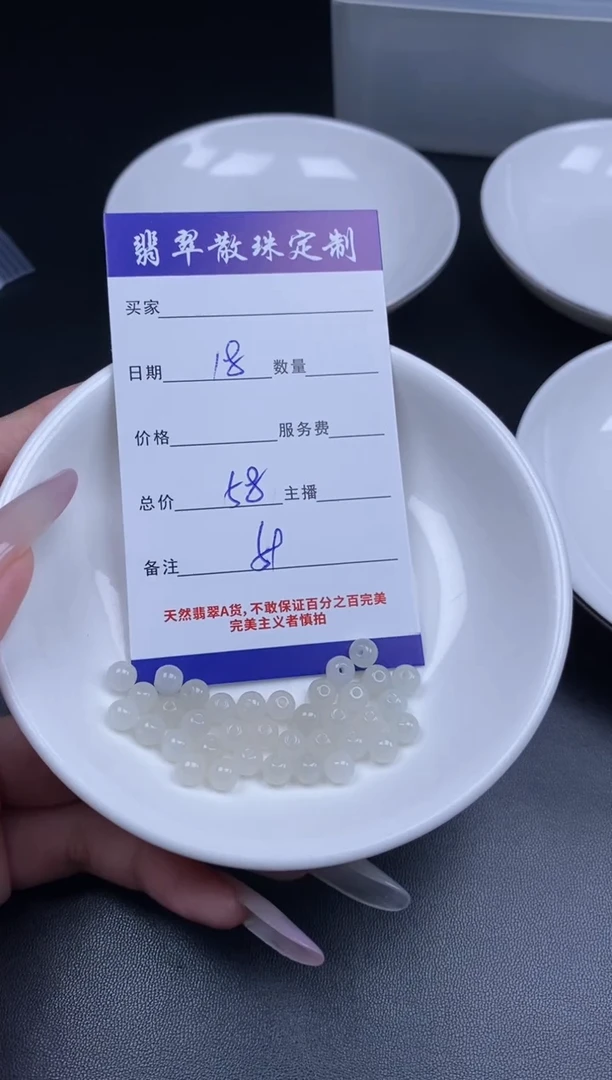 翡翠散珠定制
买家
日期 18 数量
价格 服务费
总价 58 主播
备注
天然翡翠A货,不敢保证百分之百完美
完美主义者慎拍